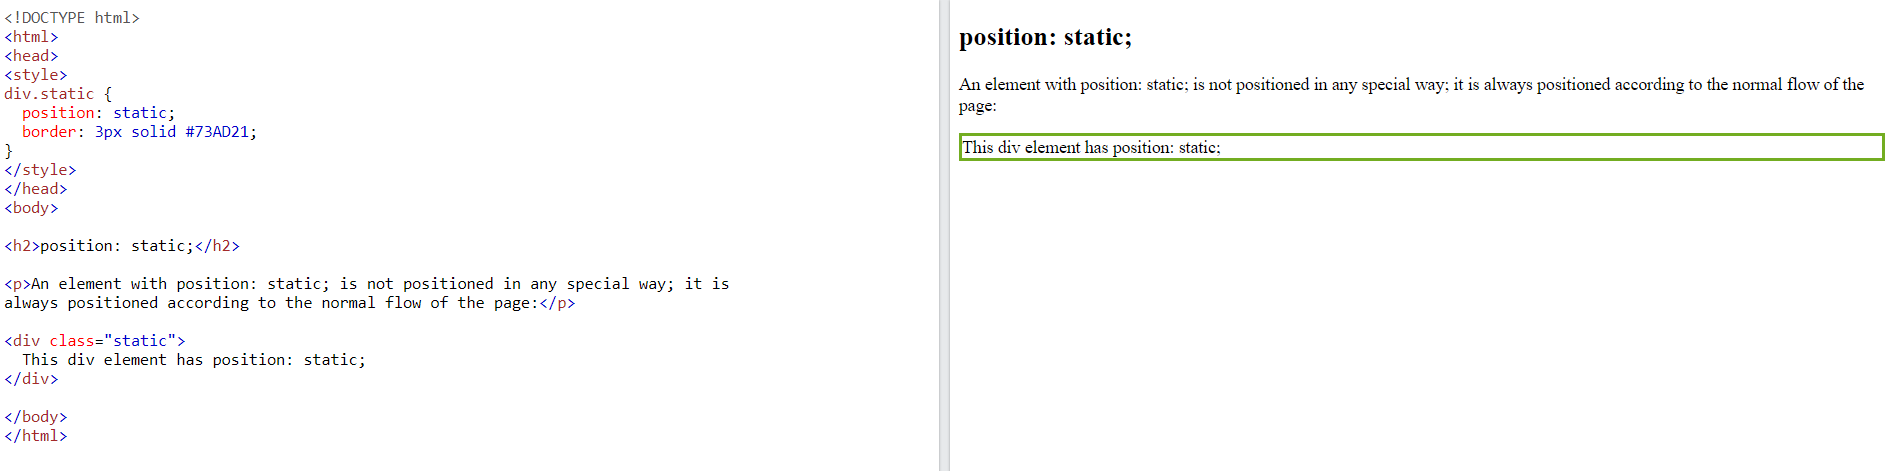 <!DOCTYPE html>
<html>
<head>
<style>
div.static {
  position: static;
  border: 3px solid #73AD21;
}
</style>
</head>
<body>

<h2>position: static;</h2>

<p>An element with position: static; is not positioned in any special way; it is
always positioned according to the normal flow of the page:</p>

<div class="static">
  This div element has position: static;
</div>

</body>
</html>

position: static;
An element with position: static; is not positioned in any special way; it is always positioned according to the normal flow of the
page:
This div element has position: static;